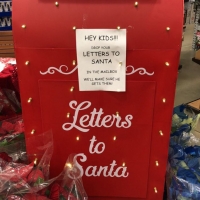 HEY KIDS!!!
DROP YOUR
LETTERS TO
SANTA
IN THE MAILBOX
WE'LL MAKE SURE HE
GETS THEM!
Letters
to
Santa